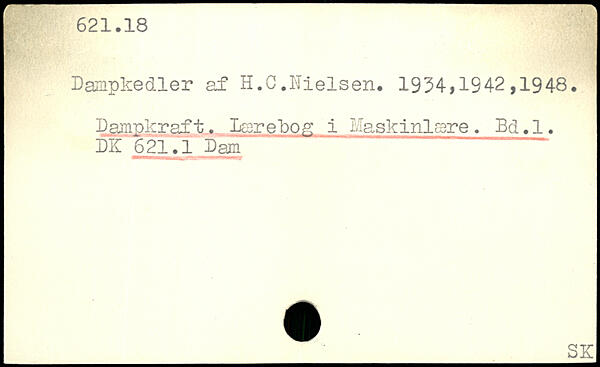 621.18
Dampkedler af H.C.Nielsen. 1934,1942,1948.
Dampkraft. Lærebog i Maskinlære. Bd.1.
DK 621.1 Dam
SK